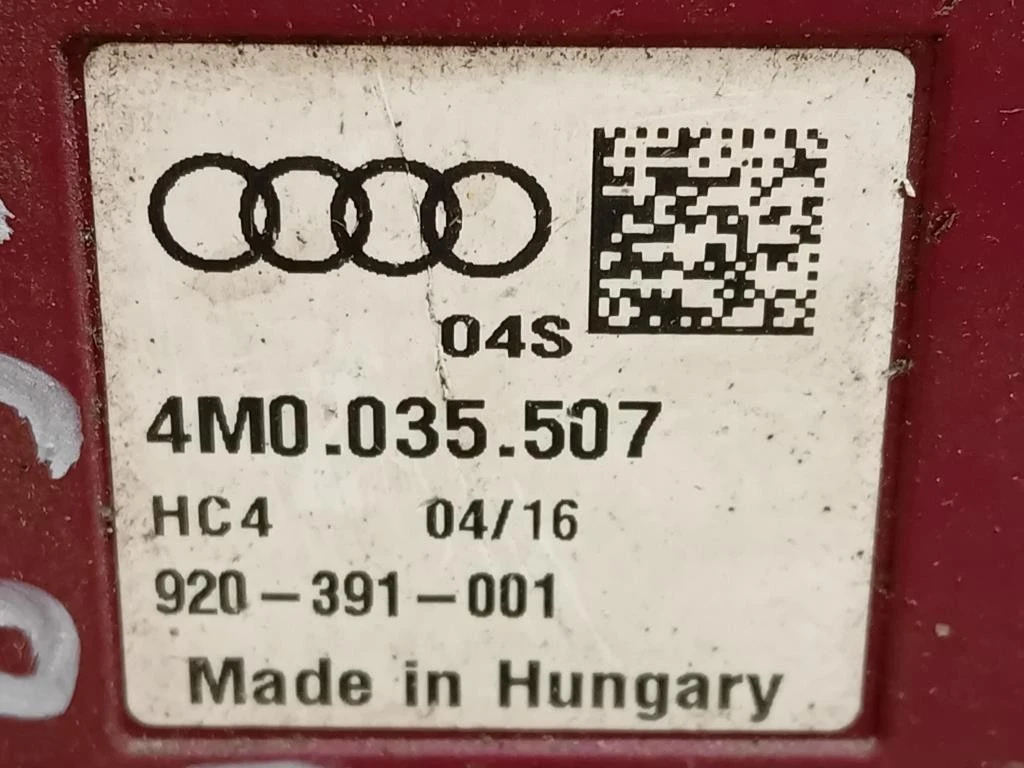 04S
4M0.035.507
HC4 04/16
920-391-001
Made in Hungary